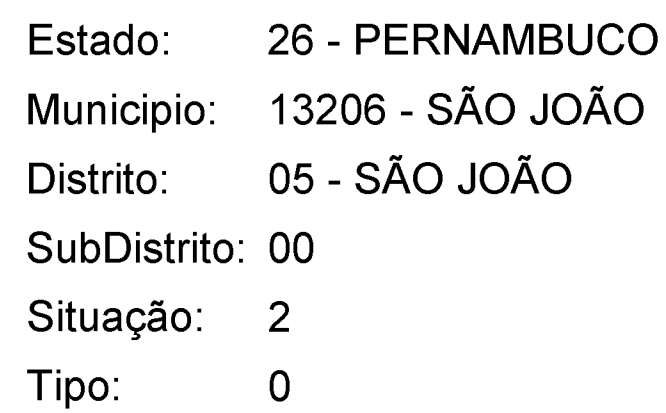 Estado: 26 - PERNAMBUCO
Municipio: 13206 - SÃO JOÃO
Distrito: 05 - SÃO JOÃO
SubDistrito: 00
Situação: 2
Tipo: 0